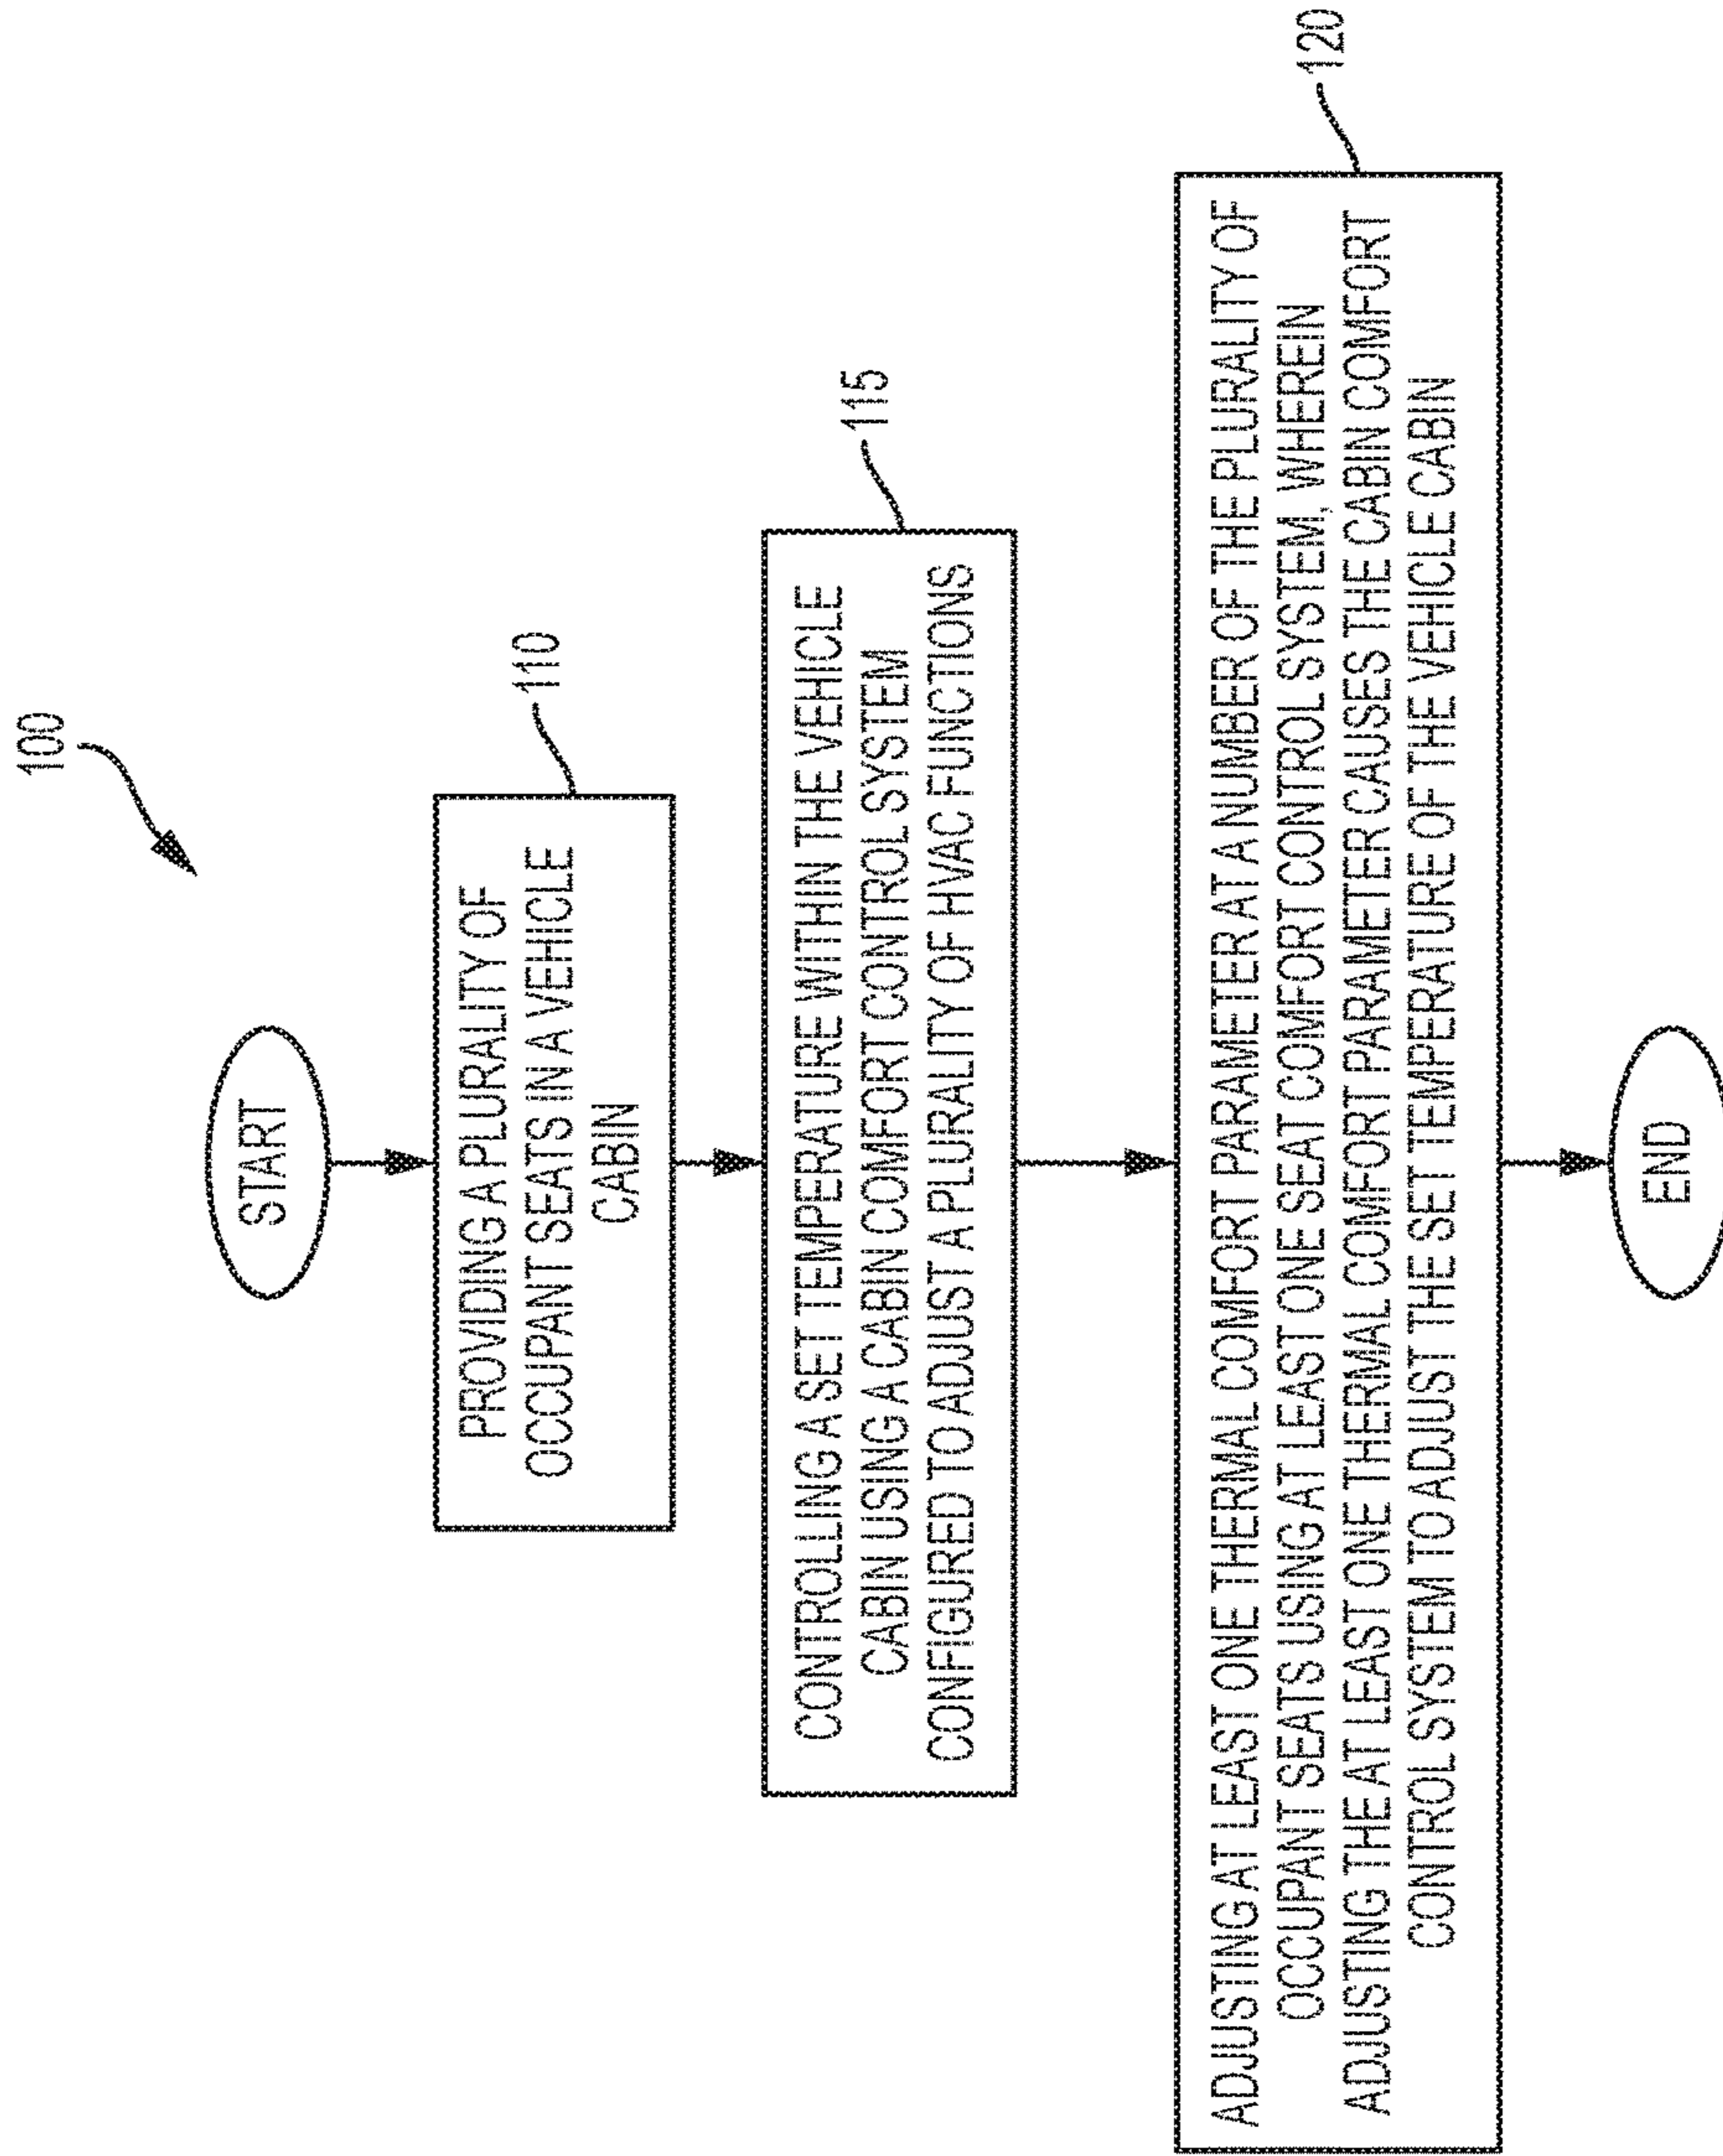 100
START
PROVIDING A PLURALITY OF
OCCUPANT SEATS IN A VEHICLE
CABIN
110
CONTROLLING A SET TEMPERATURE WITHIN THE VEHICLE
CABIN USING A CABIN COMFORT CONTROL SYSTEM
CONFIGURED TO ADJUST A PLURALITY OF HVAC FUNCTIONS
115
ADJUSTING AT LEAST ONE THERMAL COMFORT PARAMETER AT A NUMBER OF THE PLURALITY OF
OCCUPANT SEATS USING AT LEAST ONE SEAT COMFORT CONTROL SYSTEM, WHEREIN
ADJUSTING THE AT LEAST ONE THERMAL COMFORT PARAMETER CAUSES THE CABIN COMFORT
CONTROL SYSTEM TO ADJUST THE SET TEMPERATURE OF THE VEHICLE CABIN
120
END